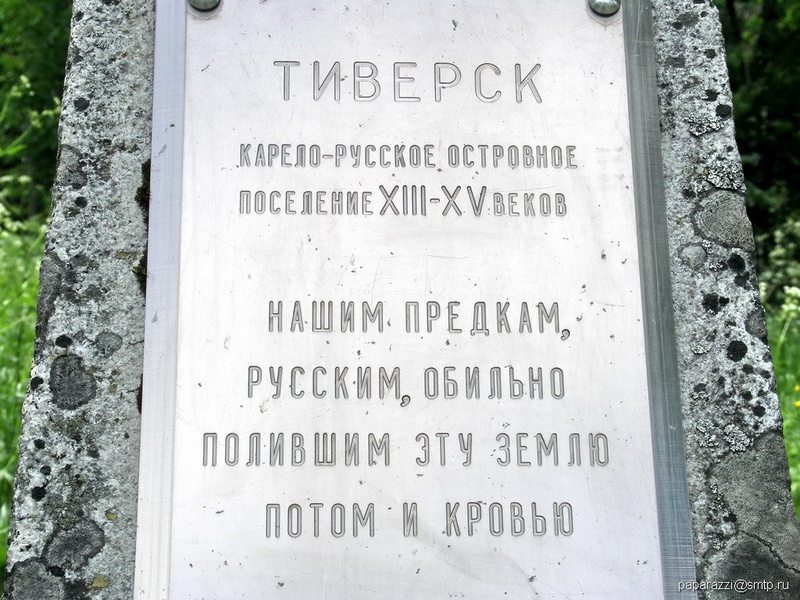 ТИВЕРСК
КАРЕЛО-РУССКОЕ ОСТРОВНОЕ
ПОСЕЛЕНИЕ XIII-XV ВЕКОВ
НАШИМ ПРЕДКАМ,
РУССКИМ, ОБИЛЬНО
ПОЛИВШИМ ЭТУ ЗЕМЛЮ
ПОТОМ И КРОВЬЮ
paparazzi@smtp.ru